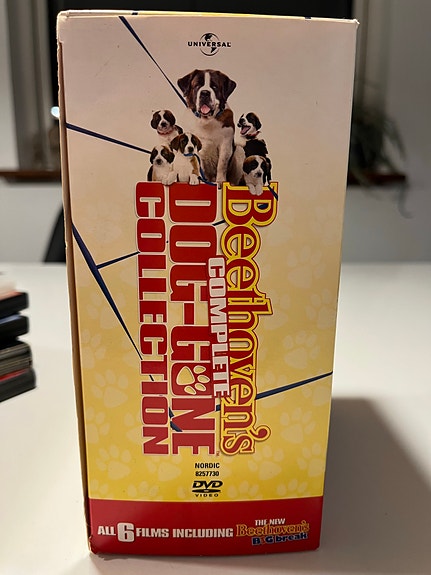 UNIVERSAL
Beethoven's
COMPLETE
DOG-GONE
COLLECTION
NORDIC
8257730
DVD
VIDEO
ALL 6 FILMS INCLUDING THE NEW
Beethoven's
BIG break